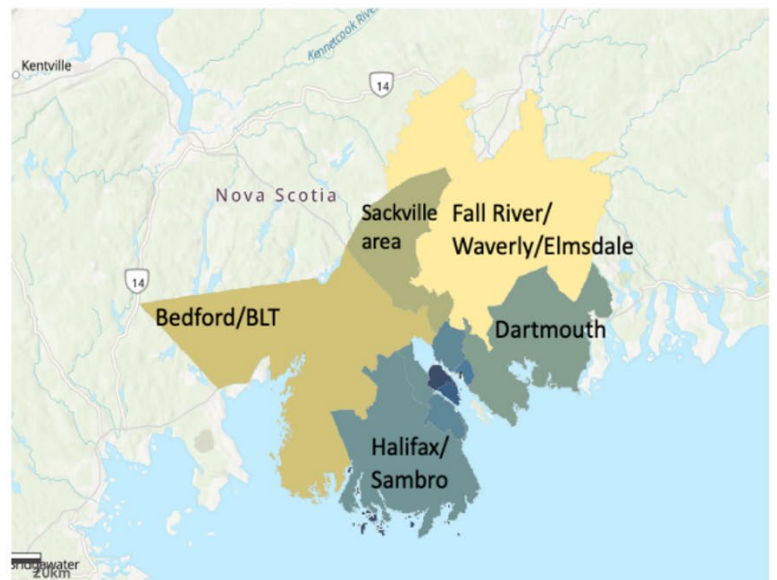 Kennetcook River
Kentville
14
Nova Scotia
Sackville
area
Fall River/
Waverly/Elmsdale
14
Bedford/BLT
Dartmouth
Halifax/
Sambro
20km